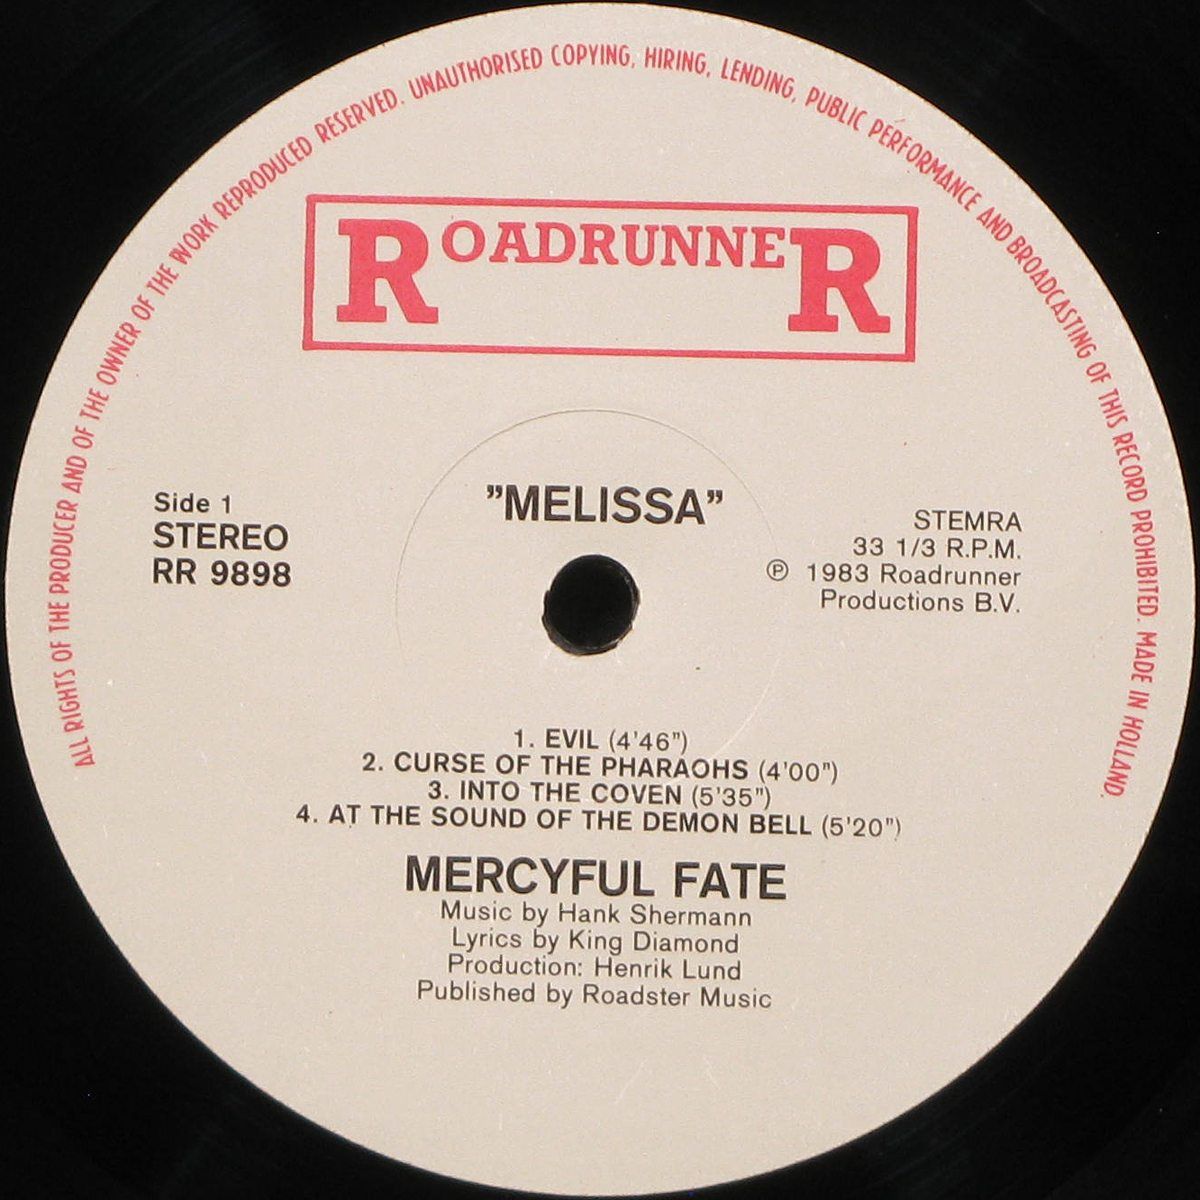 ALL RIGHTS OF THE PRODUCER AND OF THE OWNER OF THE WORK REPRODUCED RESERVED. UNAUTHORISED COPYING, HIRING, LENDING, PUBLIC PERFORMANCE AND BROADCASTING OF THIS RECORD PROHIBITED. MADE IN HOLLAND.
ROADRUNNER
"MELISSA"
Side 1
STEREO
RR 9898
STEMRA
33 1/3 R.P.M.
℗ 1983 Roadrunner
Productions B.V.
1. EVIL (4'46")
2. CURSE OF THE PHARAOHS (4'00")
3. INTO THE COVEN (5'35")
4. AT THE SOUND OF THE DEMON BELL (5'20")
MERCYFUL FATE
Music by Hank Shermann
Lyrics by King Diamond
Production: Henrik Lund
Published by Roadster Music